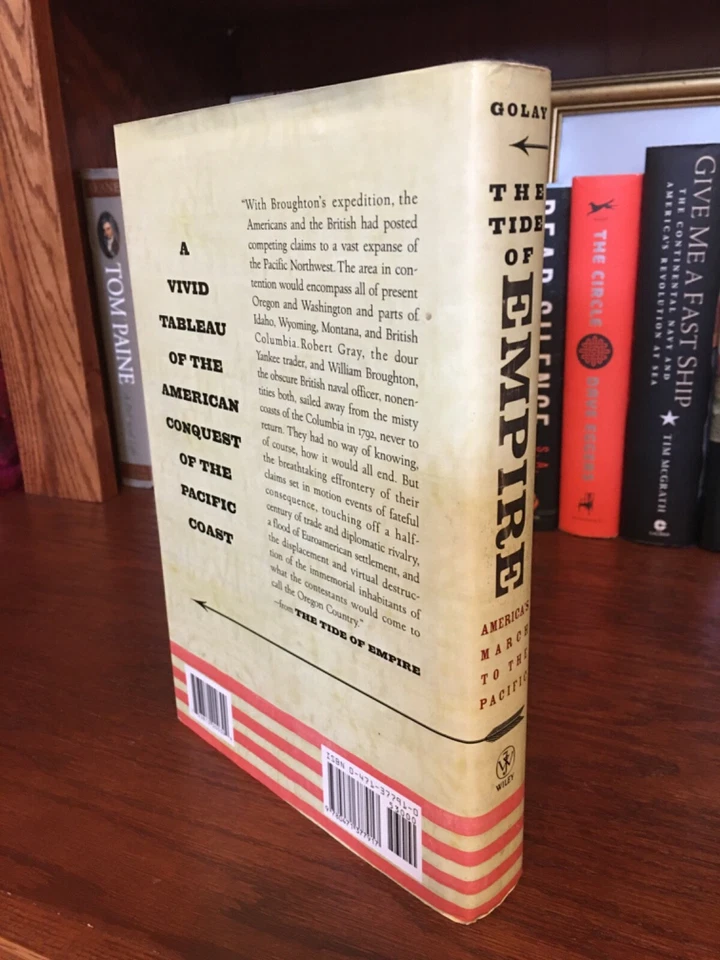 A
VIVID
TABLEAU
OF THE
AMERICAN
CONQUEST
OF THE
PACIFIC
COAST
"With Broughton's expedition, the
Americans and the British had posted
competing claims to a vast expanse of
the Pacific Northwest. The area in con-
tention would encompass all of present
Oregon and Washington and parts of
Idaho, Wyoming, Montana, and British
Columbia. Robert Gray, the dour
Yankee trader, and William Broughton,
the obscure British naval officer, nonen-
tities both, sailed away from the misty
coasts of the Columbia in 1792, never to
return. They had no way of knowing,
of course, how it would all end. But
the breathtaking effrontery of their
claims set in motion events of fateful
consequence, touching off a half-
century of trade and diplomatic rivalry,
a flood of Euroamerican settlement, and
the displacement and virtual destruc-
tion of the immemorial inhabitants of
what the contestants would come to
call the Oregon Country."
—from THE TIDE OF EMPIRE
ISBN 0-471-37791-0
53000
9780471377917
GOLAY
THE
TIDE
OF
EMPIRE
AMERICA'S
MARCH
TO THE
PACIFIC
WILEY
TOM PAINE
THE CIRCLE
DAVE EGGERS
GIVE ME A FAST SHIP
THE CONTINENTAL NAVY AND
AMERICA'S REVOLUTION AT SEA
TIM McGRATH